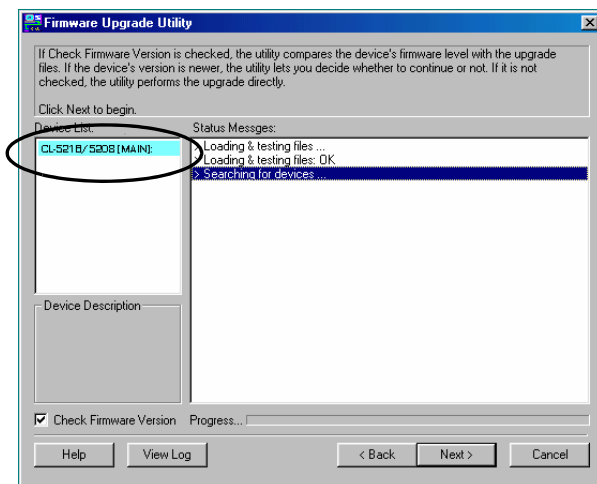 Firmware Upgrade Utility
If Check Firmware Version is checked, the utility compares the device's firmware level with the upgrade
files. If the device's version is newer, the utility lets you decide whether to continue or not. If it is not
checked, the utility performs the upgrade directly.
Click Next to begin.
Device List:
Status Messges:
CL-5216/5208 [MAIN]:
> Loading & testing files ...
> Loading & testing files: OK
> Searching for devices ...
Device Description
Check Firmware Version
Progress...
Help
View Log
< Back
Next >
Cancel